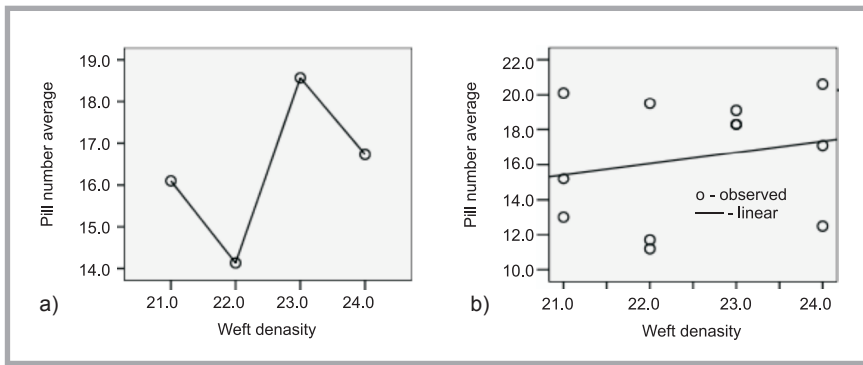 19.0
18.0
17.0
16.0
15.0
14.0
Pill number average
21.0 22.0 23.0 24.0
Weft denasity
a)
22.0
20.0
18.0
16.0
14.0
12.0
10.0
Pill number average
o - observed
— - linear
21.0 22.0 23.0 24.0
Weft denasity
b)